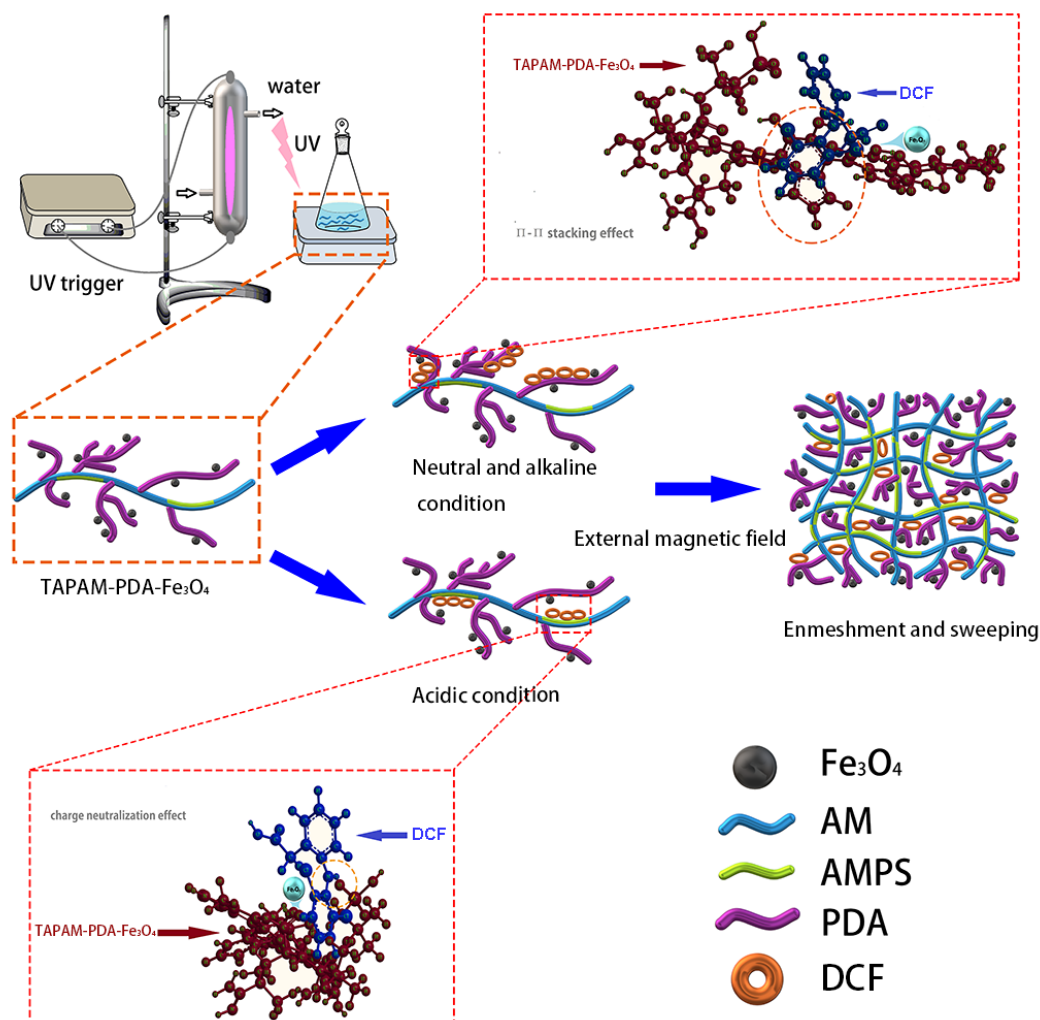 water
UV
UV trigger
TAPAM-PDA-Fe₃O₄
DCF
Fe₃O₄
Π-Π stacking effect
Neutral and alkaline
condition
External magnetic field
TAPAM-PDA-Fe₃O₄
Enmeshment and sweeping
Acidic condition
charge neutralization effect
DCF
TAPAM-PDA-Fe₃O₄
Fe₃O₄
AM
AMPS
PDA
DCF